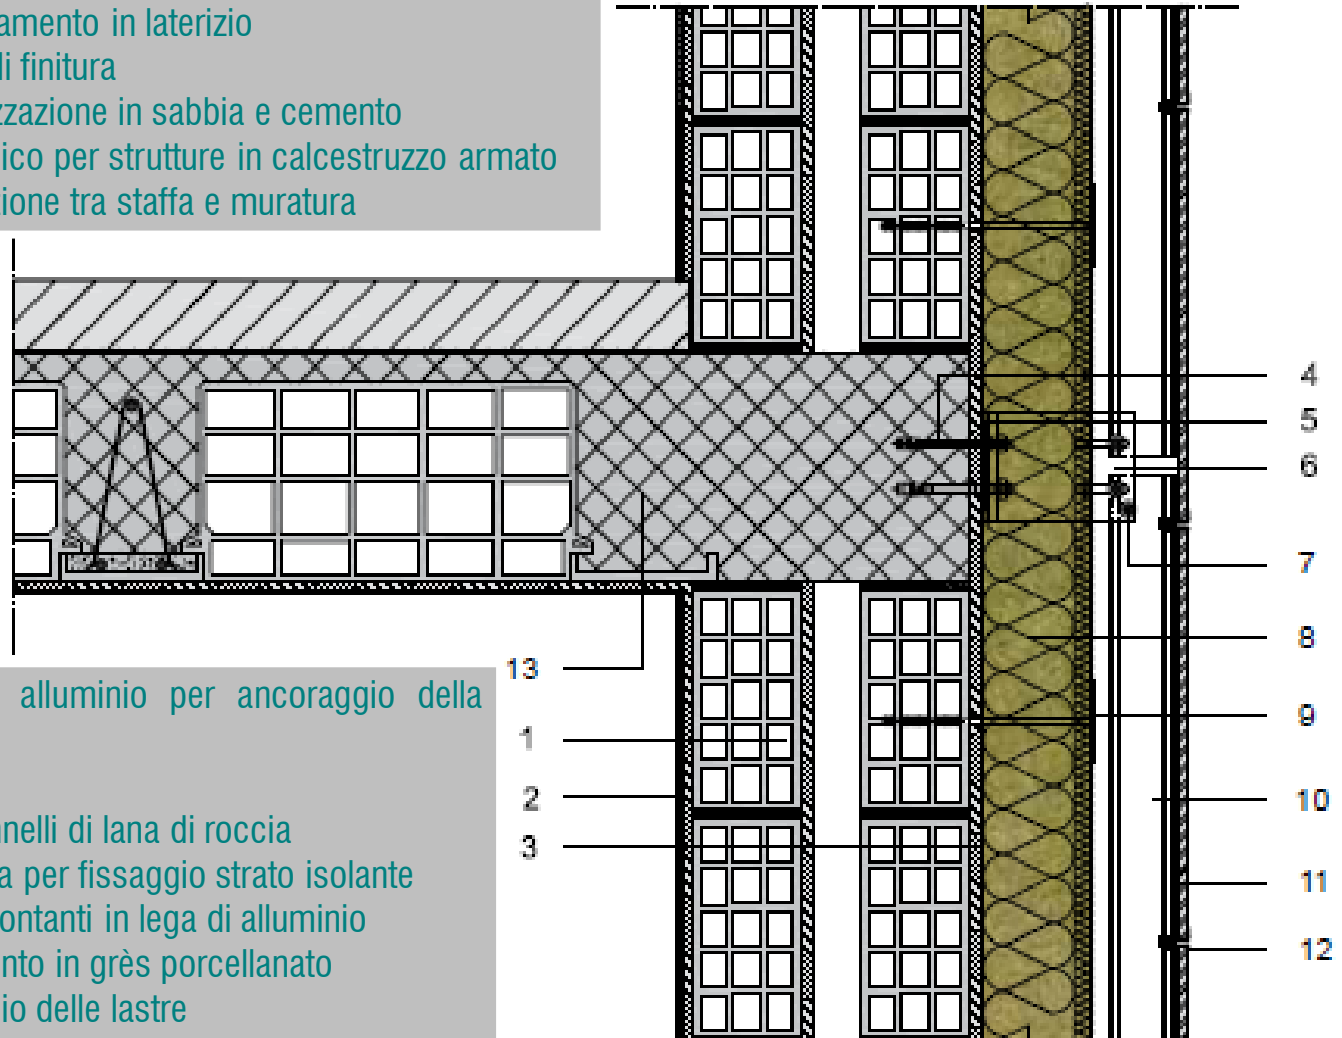 amento in laterizio
li finitura
zzazione in sabbia e cemento
ico per strutture in calcestruzzo armato
ione tra staffa e muratura
4
5
6
7
8
13
alluminio per ancoraggio della
9
1
2
10
3
nnelli di lana di roccia
a per fissaggio strato isolante
11
ontanti in lega di alluminio
12
nto in grès porcellanato
io delle lastre